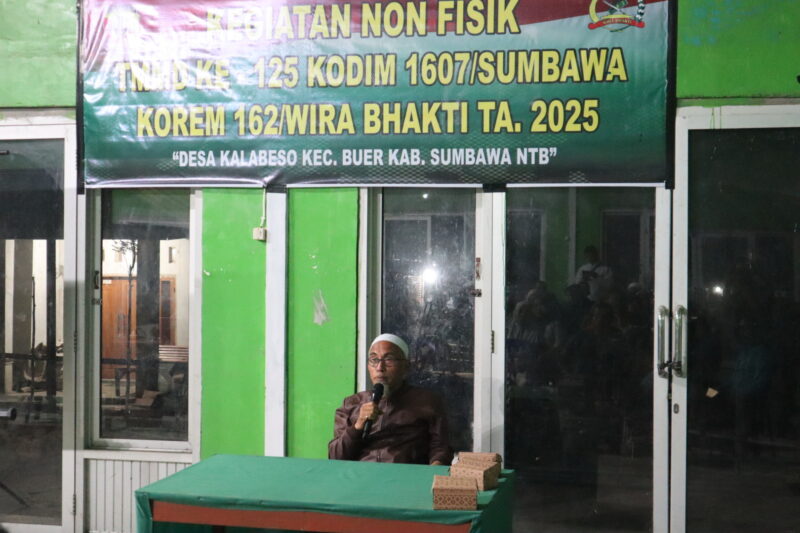 KEGIATAN NON FISIK
TMMD KE - 125 KODIM 1607/SUMBAWA
KOREM 162/WIRA BHAKTI TA. 2025
"DESA KALABESO KEC. BUER KAB. SUMBAWA NTB"